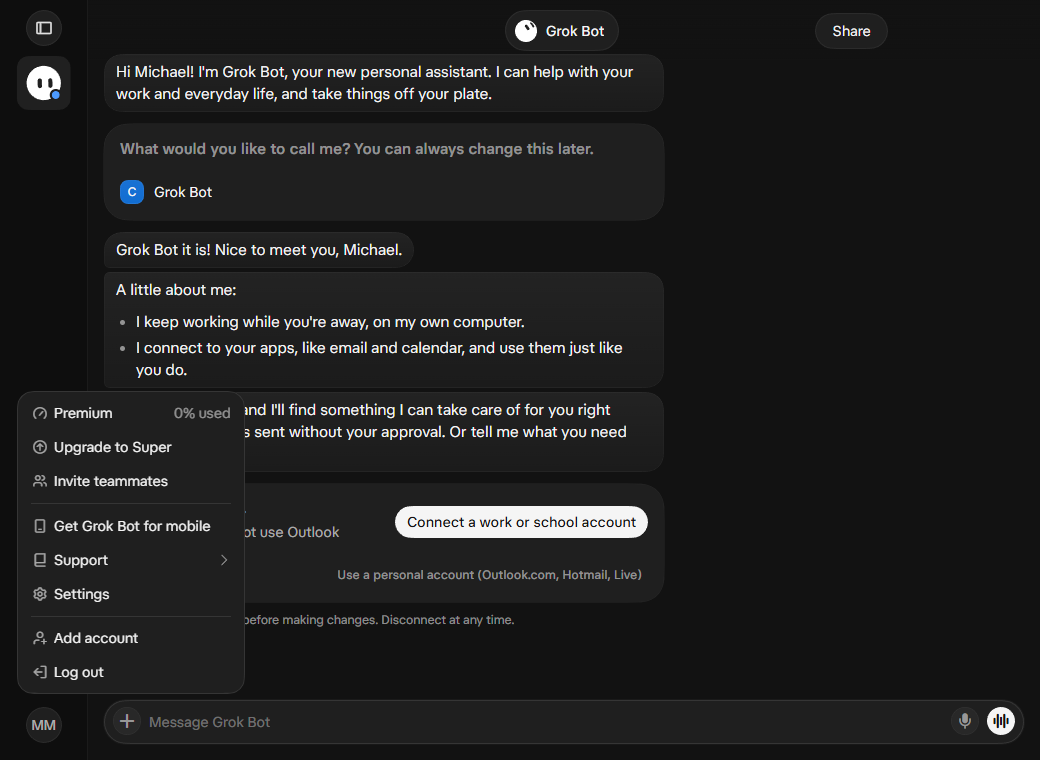 Grok Bot
Share
Hi Michael! I'm Grok Bot, your new personal assistant. I can help with your
work and everyday life, and take things off your plate.
What would you like to call me? You can always change this later.
C
Grok Bot
Grok Bot it is! Nice to meet you, Michael.
A little about me:
I keep working while you're away, on my own computer.
I connect to your apps, like email and calendar, and use them just like
you do.
and I'll find something I can take care of for you right
sent without your approval. Or tell me what you need
use Outlook
Connect a work or school account
Use a personal account (Outlook.com, Hotmail, Live)
before making changes. Disconnect at any time.
Premium
0% used
Upgrade to Super
Invite teammates
Get Grok Bot for mobile
Support
Settings
Add account
Log out
MM
Message Grok Bot